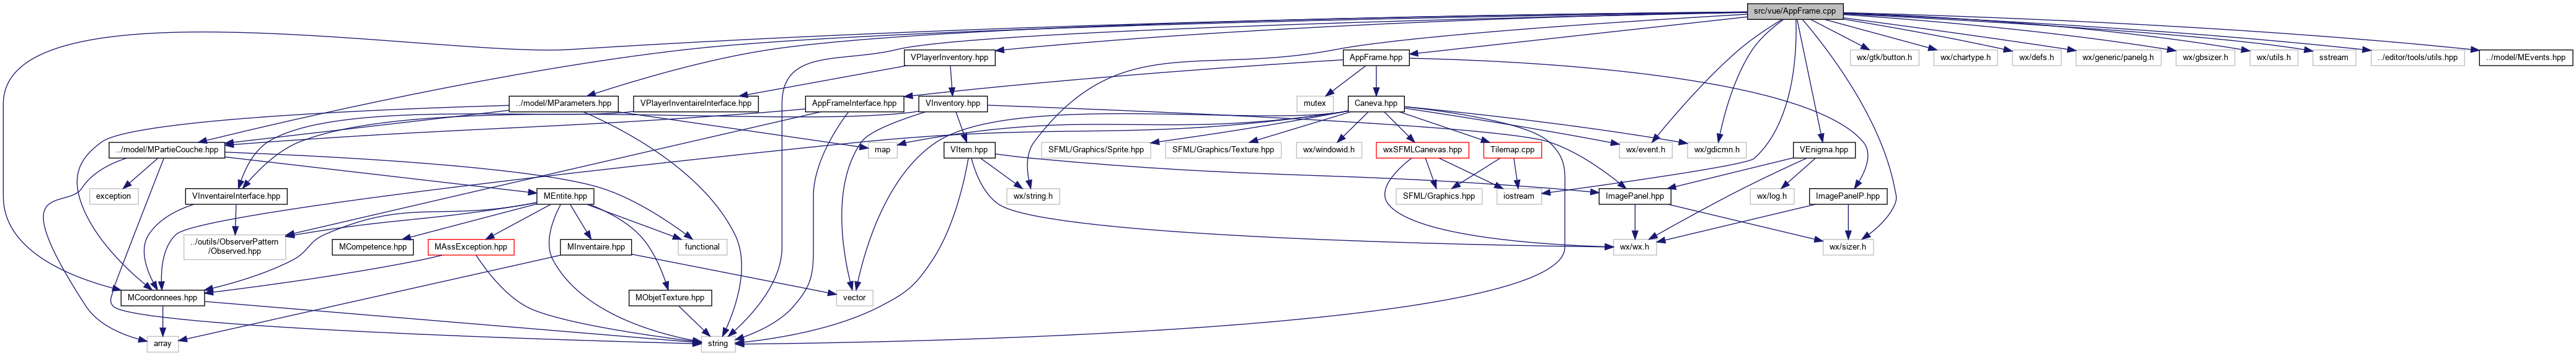 src/vue/AppFrame.cpp
VPlayerInventory.hpp
AppFrame.hpp
wx/gtk/button.h
wx/chartype.h
wx/defs.h
wx/generic/panelg.h
wx/gbsizer.h
wx/utils.h
sstream
../editor/tools/utils.hpp
../model/MEvents.hpp
../model/MParameters.hpp
VPlayerInventaireInterface.hpp
AppFrameInterface.hpp
VInventory.hpp
mutex
Caneva.hpp
../model/MPartieCouche.hpp
map
VItem.hpp
SFML/Graphics/Sprite.hpp
SFML/Graphics/Texture.hpp
wx/windowid.h
wxSFMLCanevas.hpp
Tilemap.cpp
wx/event.h
wx/gdicmn.h
VEnigma.hpp
exception
VInventaireInterface.hpp
MEntite.hpp
wx/string.h
SFML/Graphics.hpp
iostream
ImagePanel.hpp
wx/log.h
ImagePanelP.hpp
../outils/ObserverPattern
/Observed.hpp
MCompetence.hpp
MAssException.hpp
MInventaire.hpp
functional
wx/wx.h
wx/sizer.h
MCoordonnees.hpp
MObjetTexture.hpp
vector
array
string